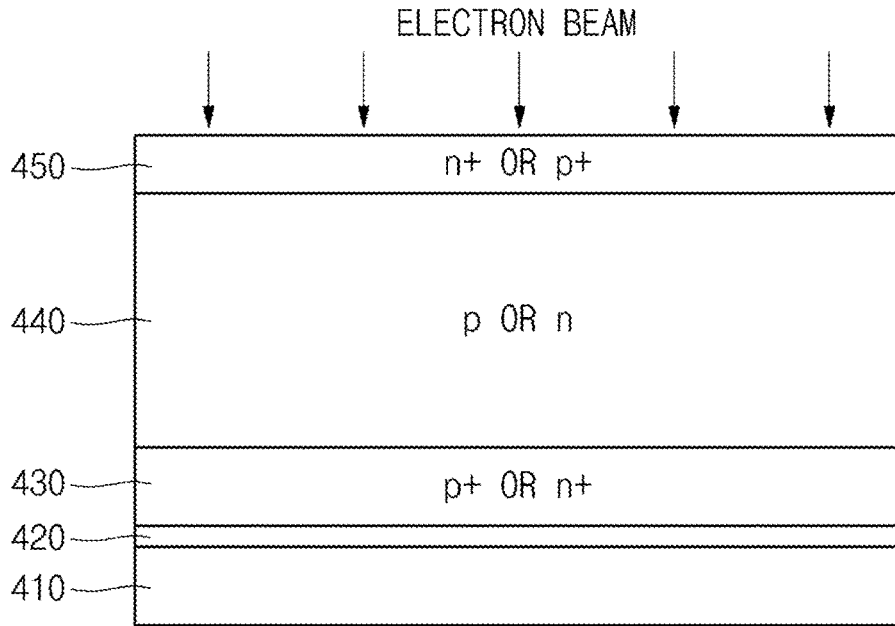 ELECTRON BEAM
450
n+ OR p+
440
p OR n
430
p+ OR n+
420
410